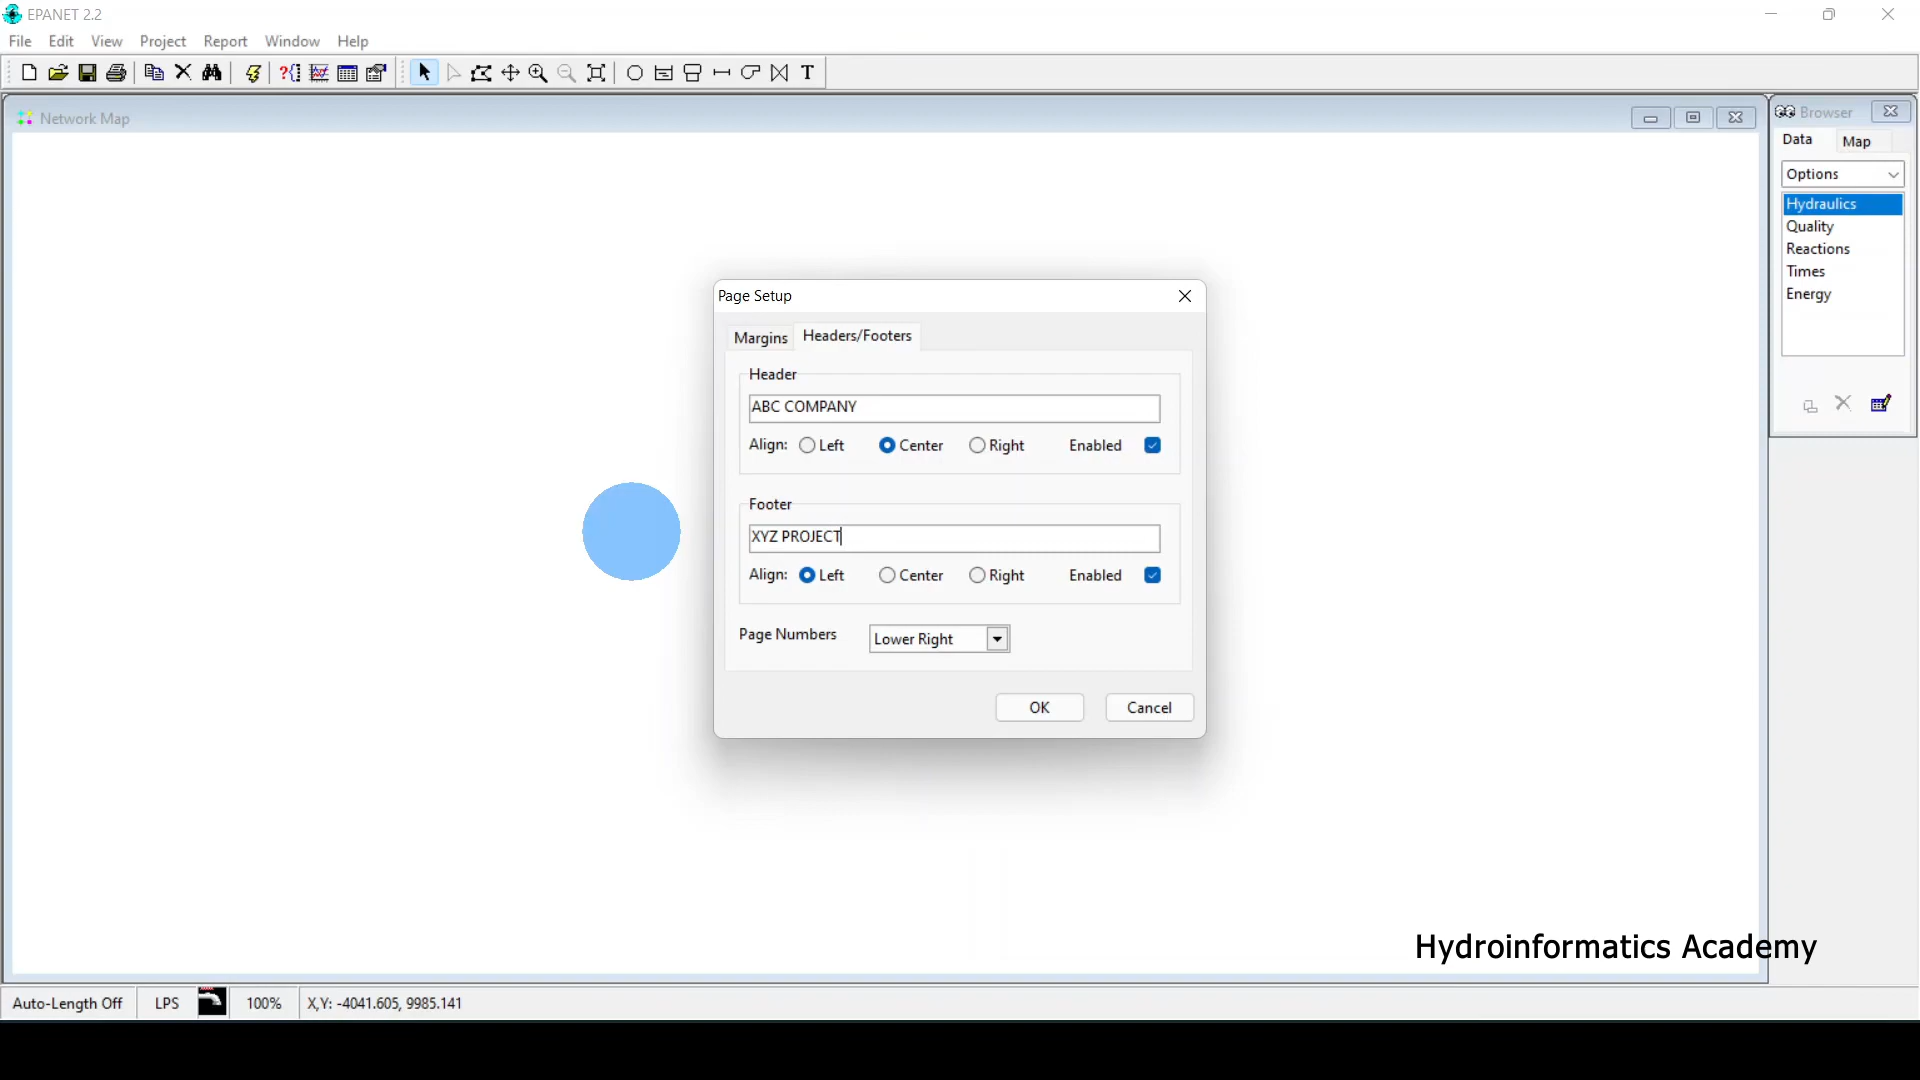 EPANET 2.2
File Edit View Project Report Window Help
T
Network Map
Browser
Data Map
Options
Hydraulics
Quality
Reactions
Times
Energy
Page Setup
Margins Headers/Footers
Header
ABC COMPANY
Align: Left Center Right Enabled
Footer
XYZ PROJECT
Align: Left Center Right Enabled
Page Numbers Lower Right
OK Cancel
Hydroinformatics Academy
Auto-Length Off LPS 100% X,Y: -4041.605, 9985.141